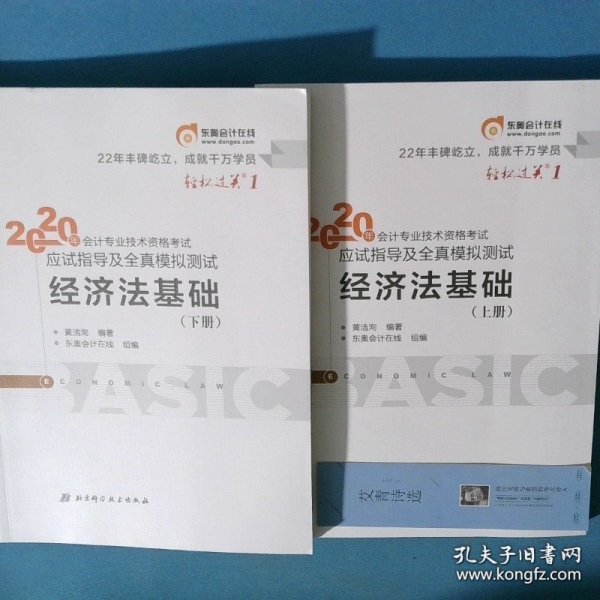 东奥会计在线
www.dongao.com
22年丰碑屹立，成就千万学员
轻松过关®1
2020年会计专业技术资格考试
应试指导及全真模拟测试
经济法基础
（下册）
黄洁洵 编著
东奥会计在线 组编
ECONOMIC LAW
BASIC
北京科学技术出版社
东奥会计在线
www.dongao.com
22年丰碑屹立，成就千万学员
轻松过关®1
2020年会计专业技术资格考试
应试指导及全真模拟测试
经济法基础
（上册）
黄洁洵 编著
东奥会计在线 组编
ECONOMIC LAW
BASIC
艾青诗选
孔夫子旧书网
www.kongfz.com